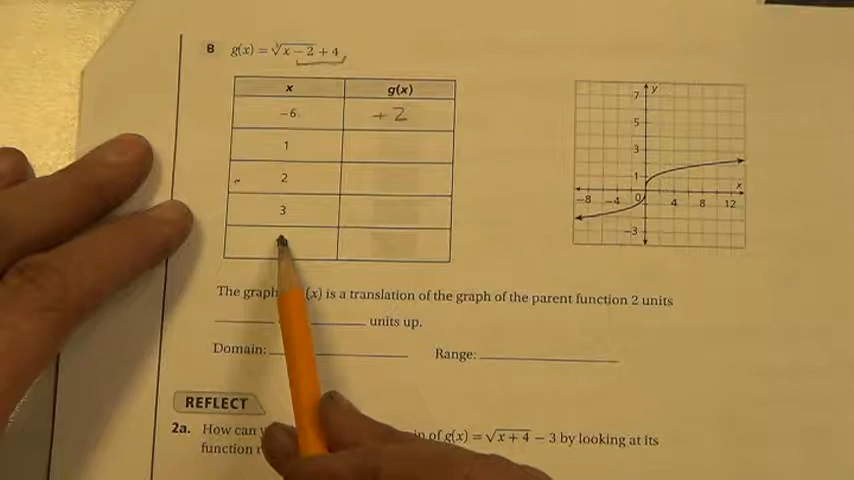 B g(x) = ∛x − 2 + 4
x g(x)
-6 +2
1
2
3
7 y
5
3
1
-8 -4 0 4 8 12 x
-3
The graph (x) is a translation of the graph of the parent function 2 units
units up.
Domain: Range:
REFLECT
2a. How can of g(x) = √x + 4 − 3 by looking at its
function